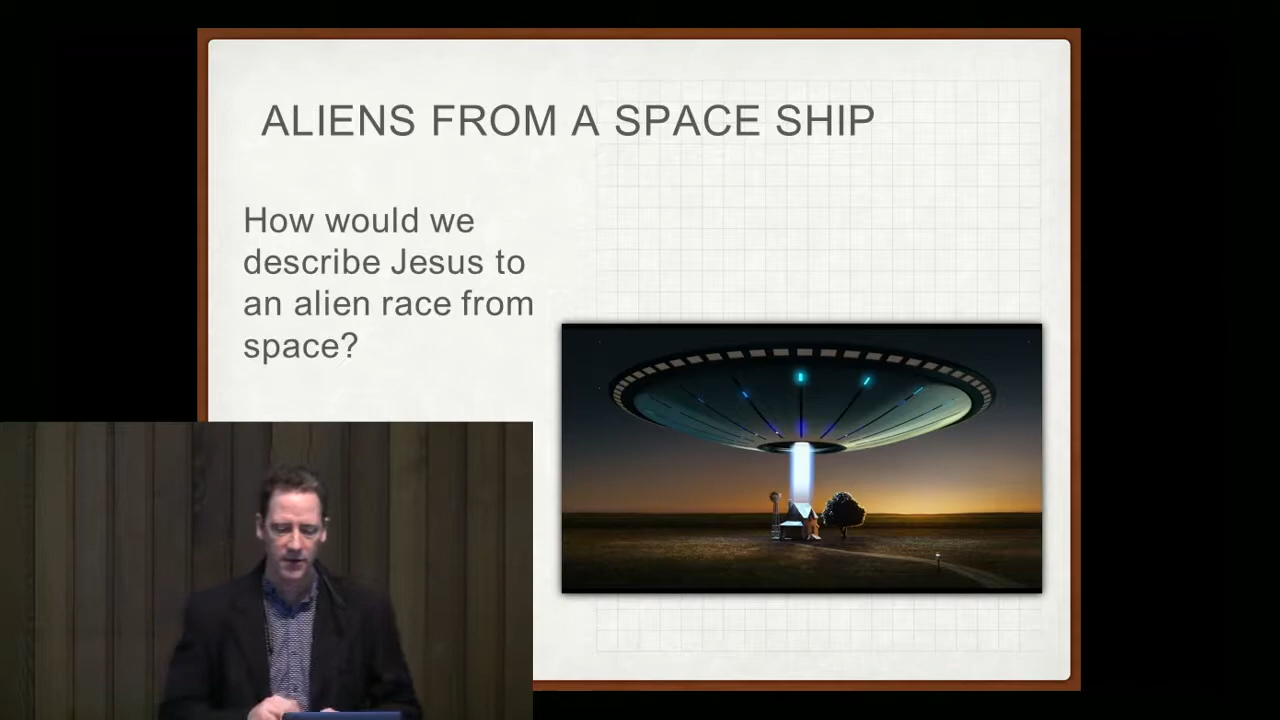 ALIENS FROM A SPACE SHIP
How would we
describe Jesus to
an alien race from
space?